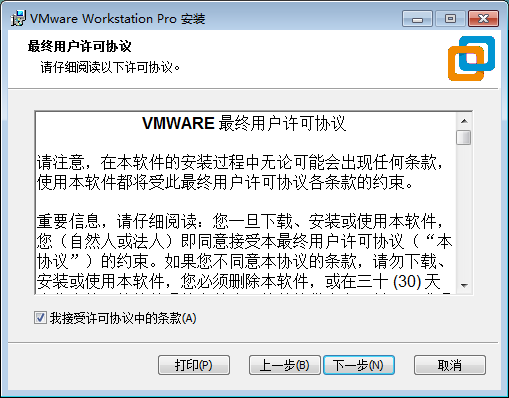 VMware Workstation Pro 安装
最终用户许可协议
请仔细阅读以下许可协议。
VMWARE 最终用户许可协议
请注意，在本软件的安装过程中无论可能会出现任何条款，
使用本软件都将受此最终用户许可协议各条款的约束。
重要信息，请仔细阅读：您一旦下载、安装或使用本软件，
您（自然人或法人）即同意接受本最终用户许可协议（“本
协议”）的约束。如果您不同意本协议的条款，请勿下载、
安装或使用本软件，您必须删除本软件，或在三十 (30) 天
我接受许可协议中的条款(A)
打印(P)
上一步(B)
下一步(N)
取消